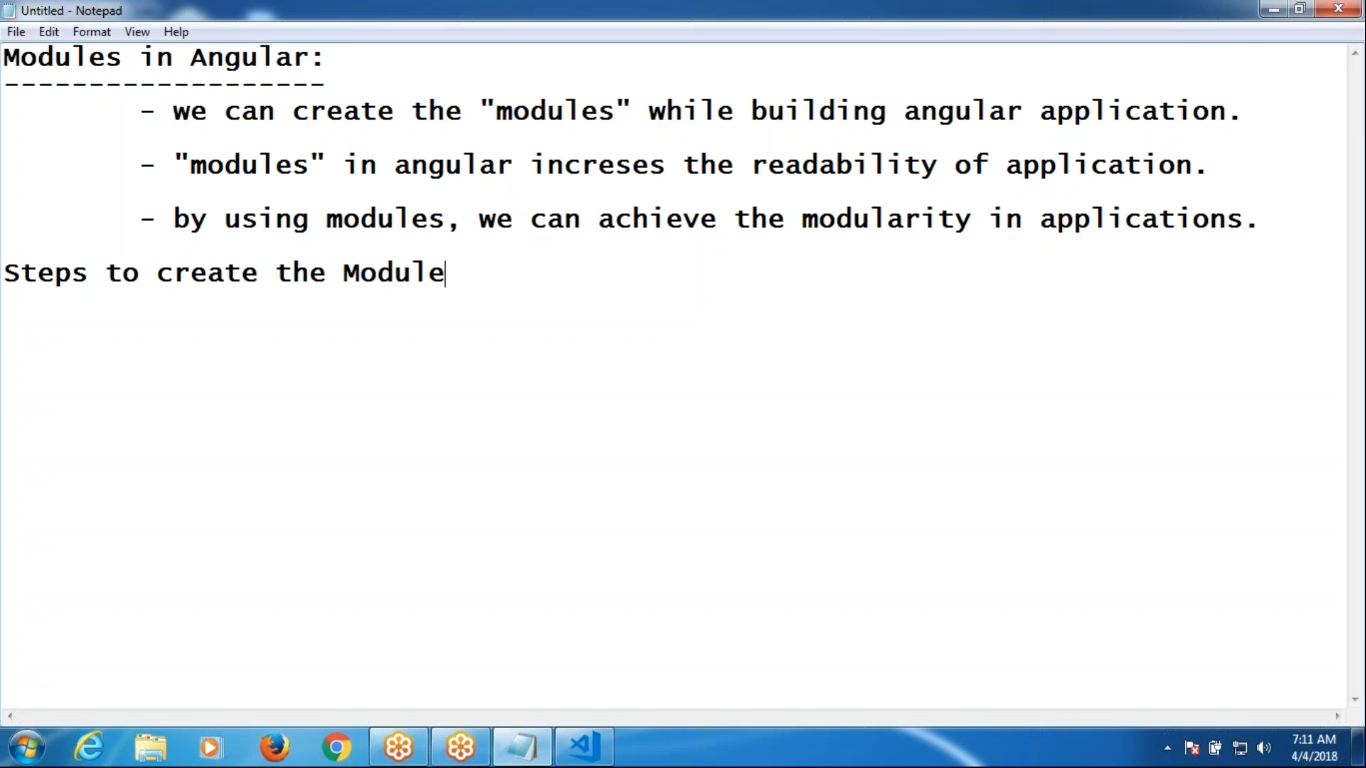 Untitled - Notepad
File Edit Format View Help
Modules in Angular:
-------------------
- we can create the "modules" while building angular application.
- "modules" in angular increses the readability of application.
- by using modules, we can achieve the modularity in applications.
Steps to create the Module
7:11 AM
4/4/2018